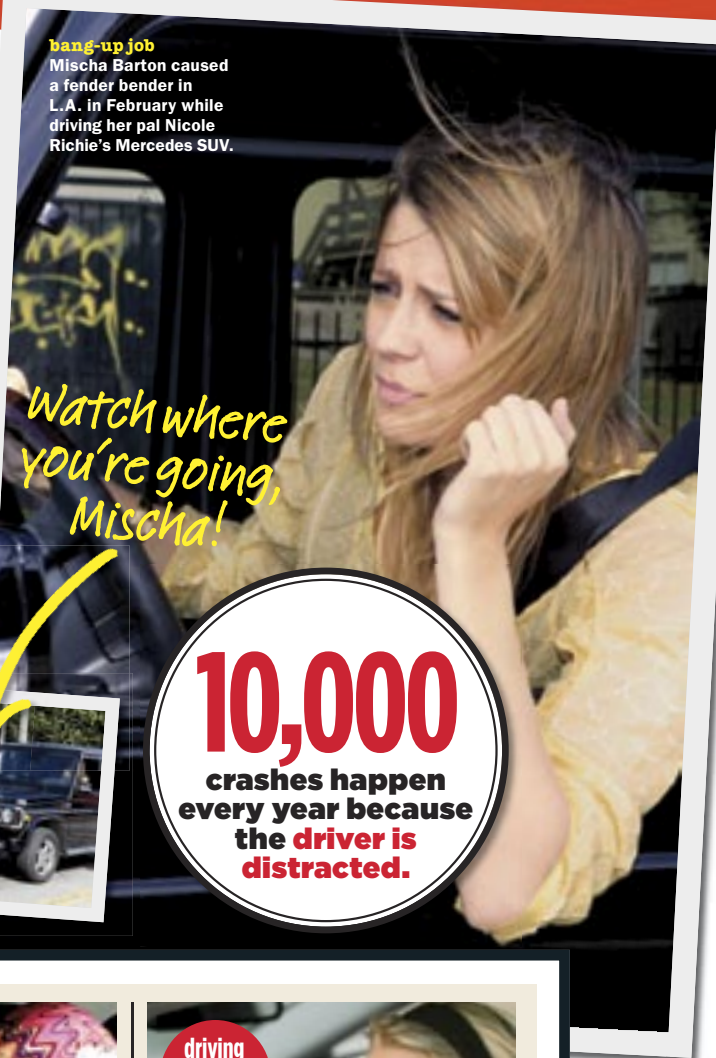 bang-up job
Mischa Barton caused
a fender bender in
L.A. in February while
driving her pal Nicole
Richie's Mercedes SUV.
Watch where
you're going,
Mischa!
10,000
crashes happen
every year because
the driver is
distracted.
driving